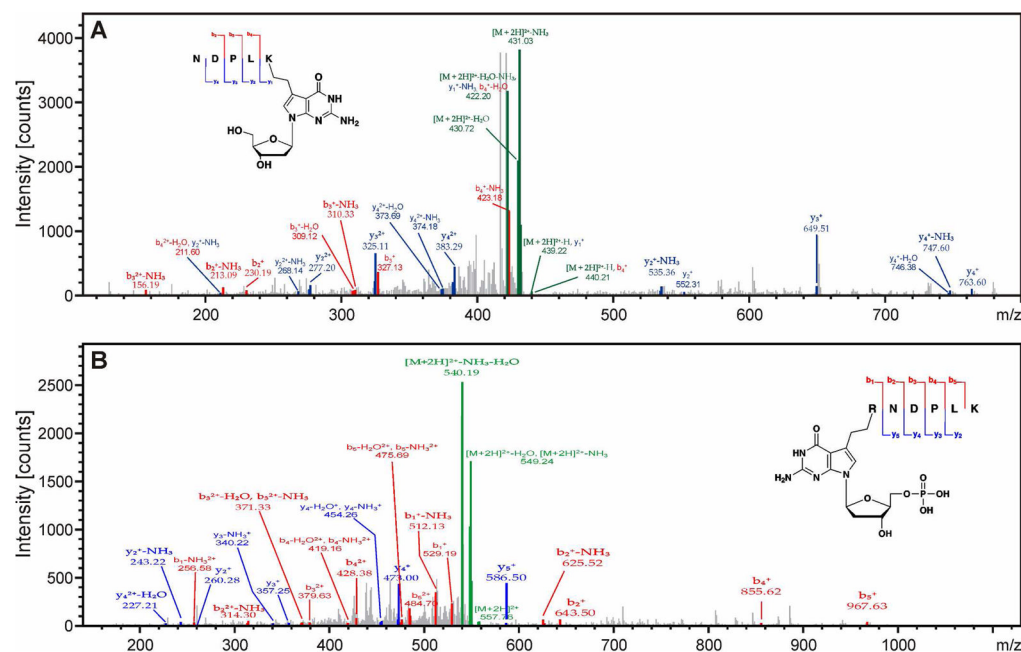 A
Intensity [counts]
4000
3000
2000
1000
0
b₁ b₂ b₃
N D P L K
y₄ y₃ y₂ y₁
O
NH
N
N
NH₂
HO
O
OH
[M + 2H]²⁺-NH₃
431.03
[M + 2H]²⁺-H₂O-NH₃,
y₁⁺-NH₃ b₄⁺-H₂O
422.20
[M + 2H]²⁺-H₂O
430.72
b₄⁺-NH₃
423.18
b₃⁺-NH₃
310.33
b₃⁺-H₂O
309.12
b₄²⁺-H₂O, y₂⁺-NH₃
211.60
b₃²⁺-NH₃
156.19
b₂⁺-NH₃
213.09
b₂⁺
230.19
y₂²⁺-NH₃
268.14
y₂²⁺
277.20
y₃²⁺
325.11
b₃⁺
327.13
y₄²⁺-H₂O
373.69
y₄²⁺-NH₃
374.18
y₄²⁺
383.29
[M + 2H]²⁺-H, y₁⁺
439.22
[M + 2H]²⁺-H, b₄⁺
440.21
y₂⁺-NH₃
535.36
y₂⁺
552.31
y₃⁺
649.51
y₄⁺-NH₃
747.60
y₄⁺-H₂O
746.38
y₄⁺
763.60
200 300 400 500 600 700 m/z
B
Intensity [counts]
2500
2000
1500
1000
500
0
[M+2H]²⁺-NH₃-H₂O
540.19
[M+2H]²⁺-H₂O, [M+2H]²⁺-NH₃
549.24
b₅-H₂O²⁺, b₅-NH₃²⁺
475.69
b₃²⁺-H₂O, b₃²⁺-NH₃
371.33
y₄-H₂O⁺, y₄-NH₃⁺
454.26
b₁⁺-NH₃
512.13
b₁⁺
529.19
y₂⁺-NH₃
243.22
b₁-NH₃²⁺
256.58
y₂⁺
260.28
y₃-NH₃⁺
340.22
y₃⁺
357.25
b₄-H₂O²⁺, b₄-NH₃²⁺
419.16
b₄²⁺
428.38
y₄⁺
473.00
y₅⁺
586.50
b₂⁺-NH₃
625.52
y₄²⁺-H₂O
227.21
b₂²⁺-NH₃
314.30
b₃²⁺
379.63
b₅²⁺
[M+2H]²⁺
b₂⁺
643.50
b₄⁺
855.62
b₅⁺
967.63
b₁ b₂ b₃ b₄ b₅
R N D P L K
y₅ y₄ y₃ y₂
O
HN
H₂N
N
N
O
O
P
O
OH
OH
OH
200 300 400 500 600 700 800 900 1000 m/z